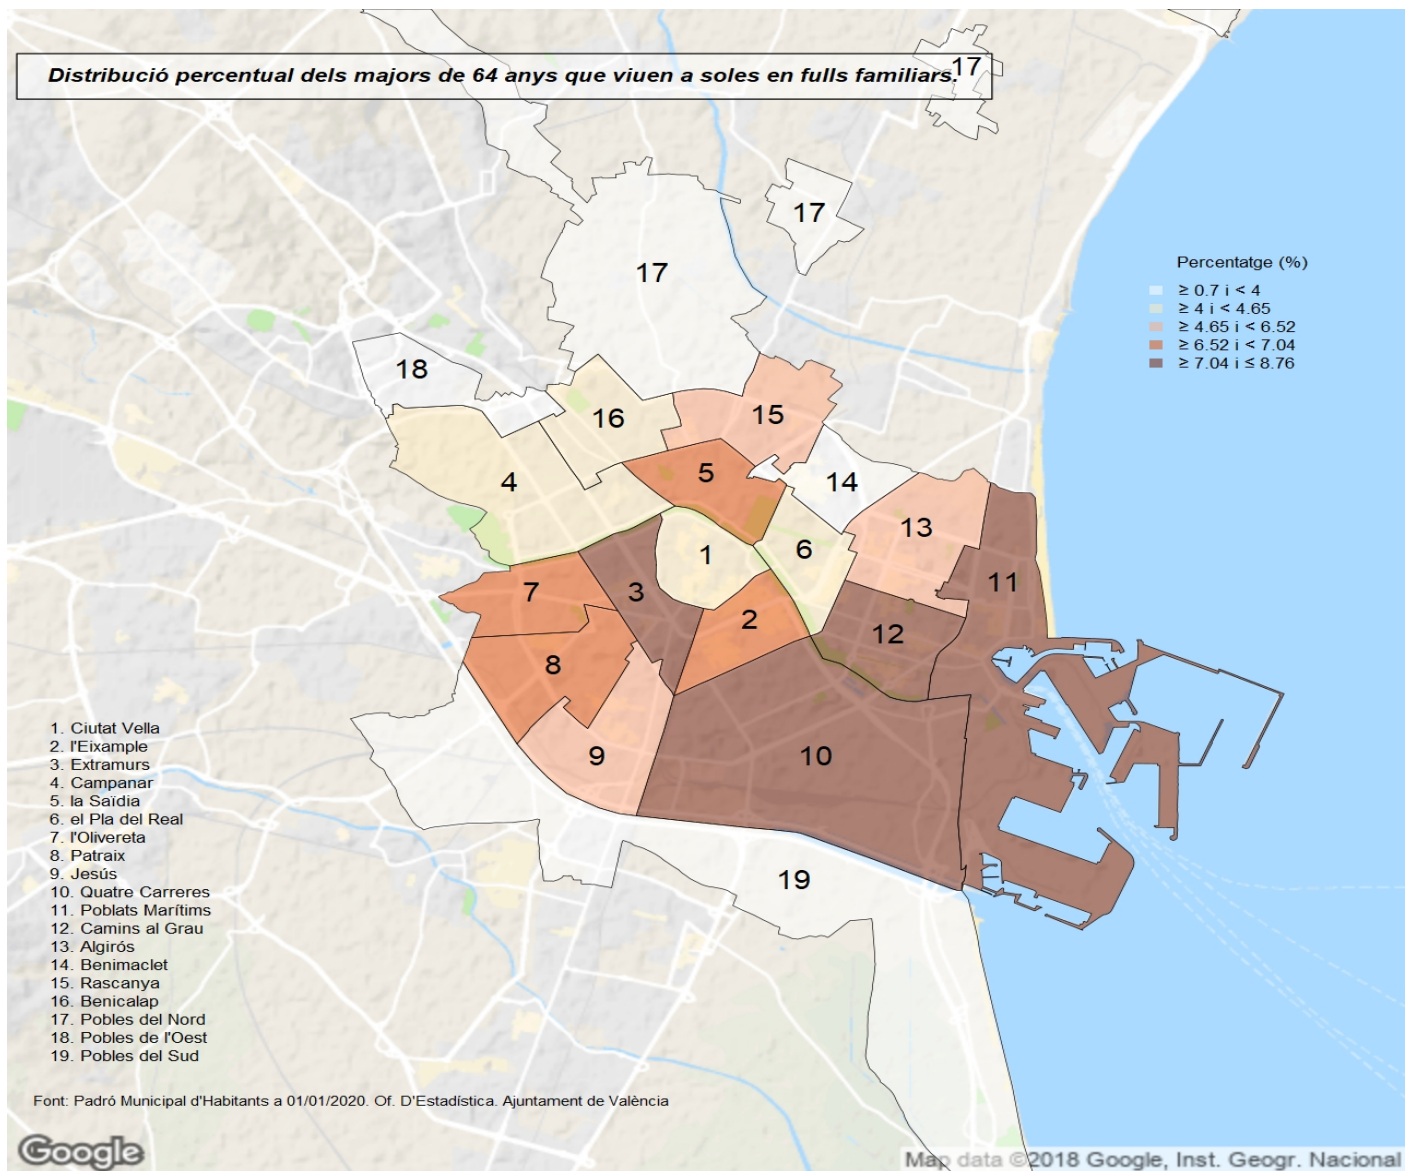 Distribució percentual dels majors de 64 anys que viuen a soles en fulls familiars.
17
17
17
Percentatge (%)
≥ 0.7 i < 4
≥ 4 i < 4.65
≥ 4.65 i < 6.52
≥ 6.52 i < 7.04
≥ 7.04 i ≤ 8.76
18
16
15
5
4
14
13
6
1
11
7
3
2
12
8
9
10
19
1. Ciutat Vella
2. l'Eixample
3. Extramurs
4. Campanar
5. la Saïdia
6. el Pla del Real
7. l'Olivereta
8. Patraix
9. Jesús
10. Quatre Carreres
11. Poblats Marítims
12. Camins al Grau
13. Algirós
14. Benimaclet
15. Rascanya
16. Benicalap
17. Pobles del Nord
18. Pobles de l'Oest
19. Pobles del Sud
Font: Padró Municipal d'Habitants a 01/01/2020. Of. D'Estadística. Ajuntament de València
Google
Map data ©2018 Google, Inst. Geogr. Nacional